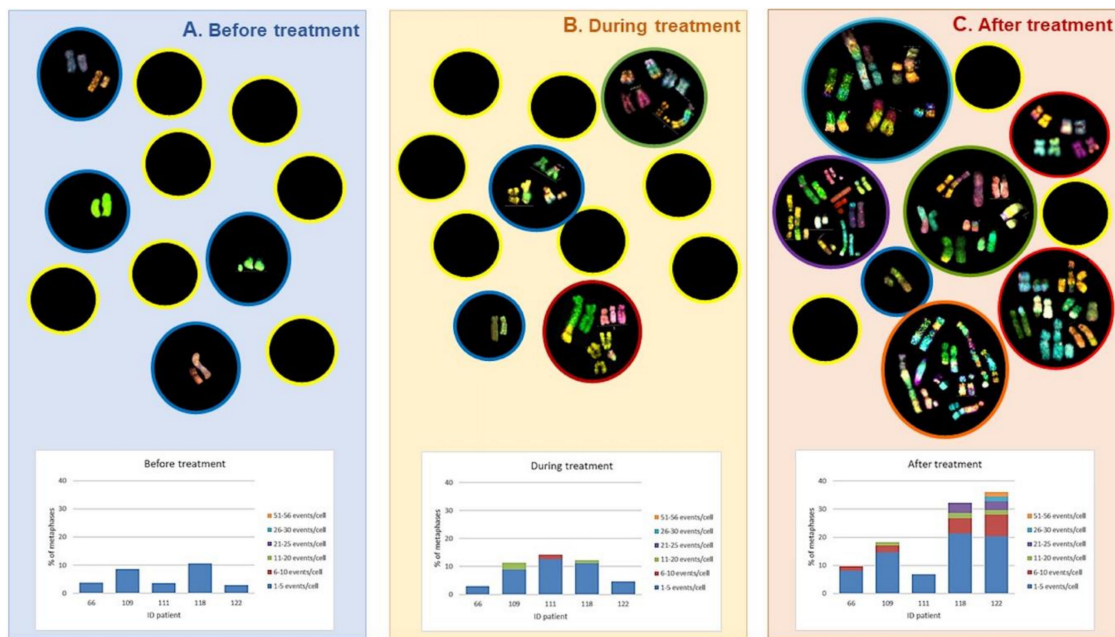 A. Before treatment
B. During treatment
C. After treatment
Before treatment
% of metaphases
40
30
20
10
0
66 109 111 118 122
ID patient
51-56 events/cell
26-30 events/cell
21-25 events/cell
11-20 events/cell
6-10 events/cell
1-5 events/cell
During treatment
% of metaphases
40
30
20
10
0
66 109 111 118 122
ID patient
51-56 events/cell
26-30 events/cell
21-25 events/cell
11-20 events/cell
6-10 events/cell
1-5 events/cell
After treatment
% of metaphases
40
30
20
10
0
66 109 111 118 122
ID patient
51-56 events/cell
26-30 events/cell
21-25 events/cell
11-20 events/cell
6-10 events/cell
1-5 events/cell